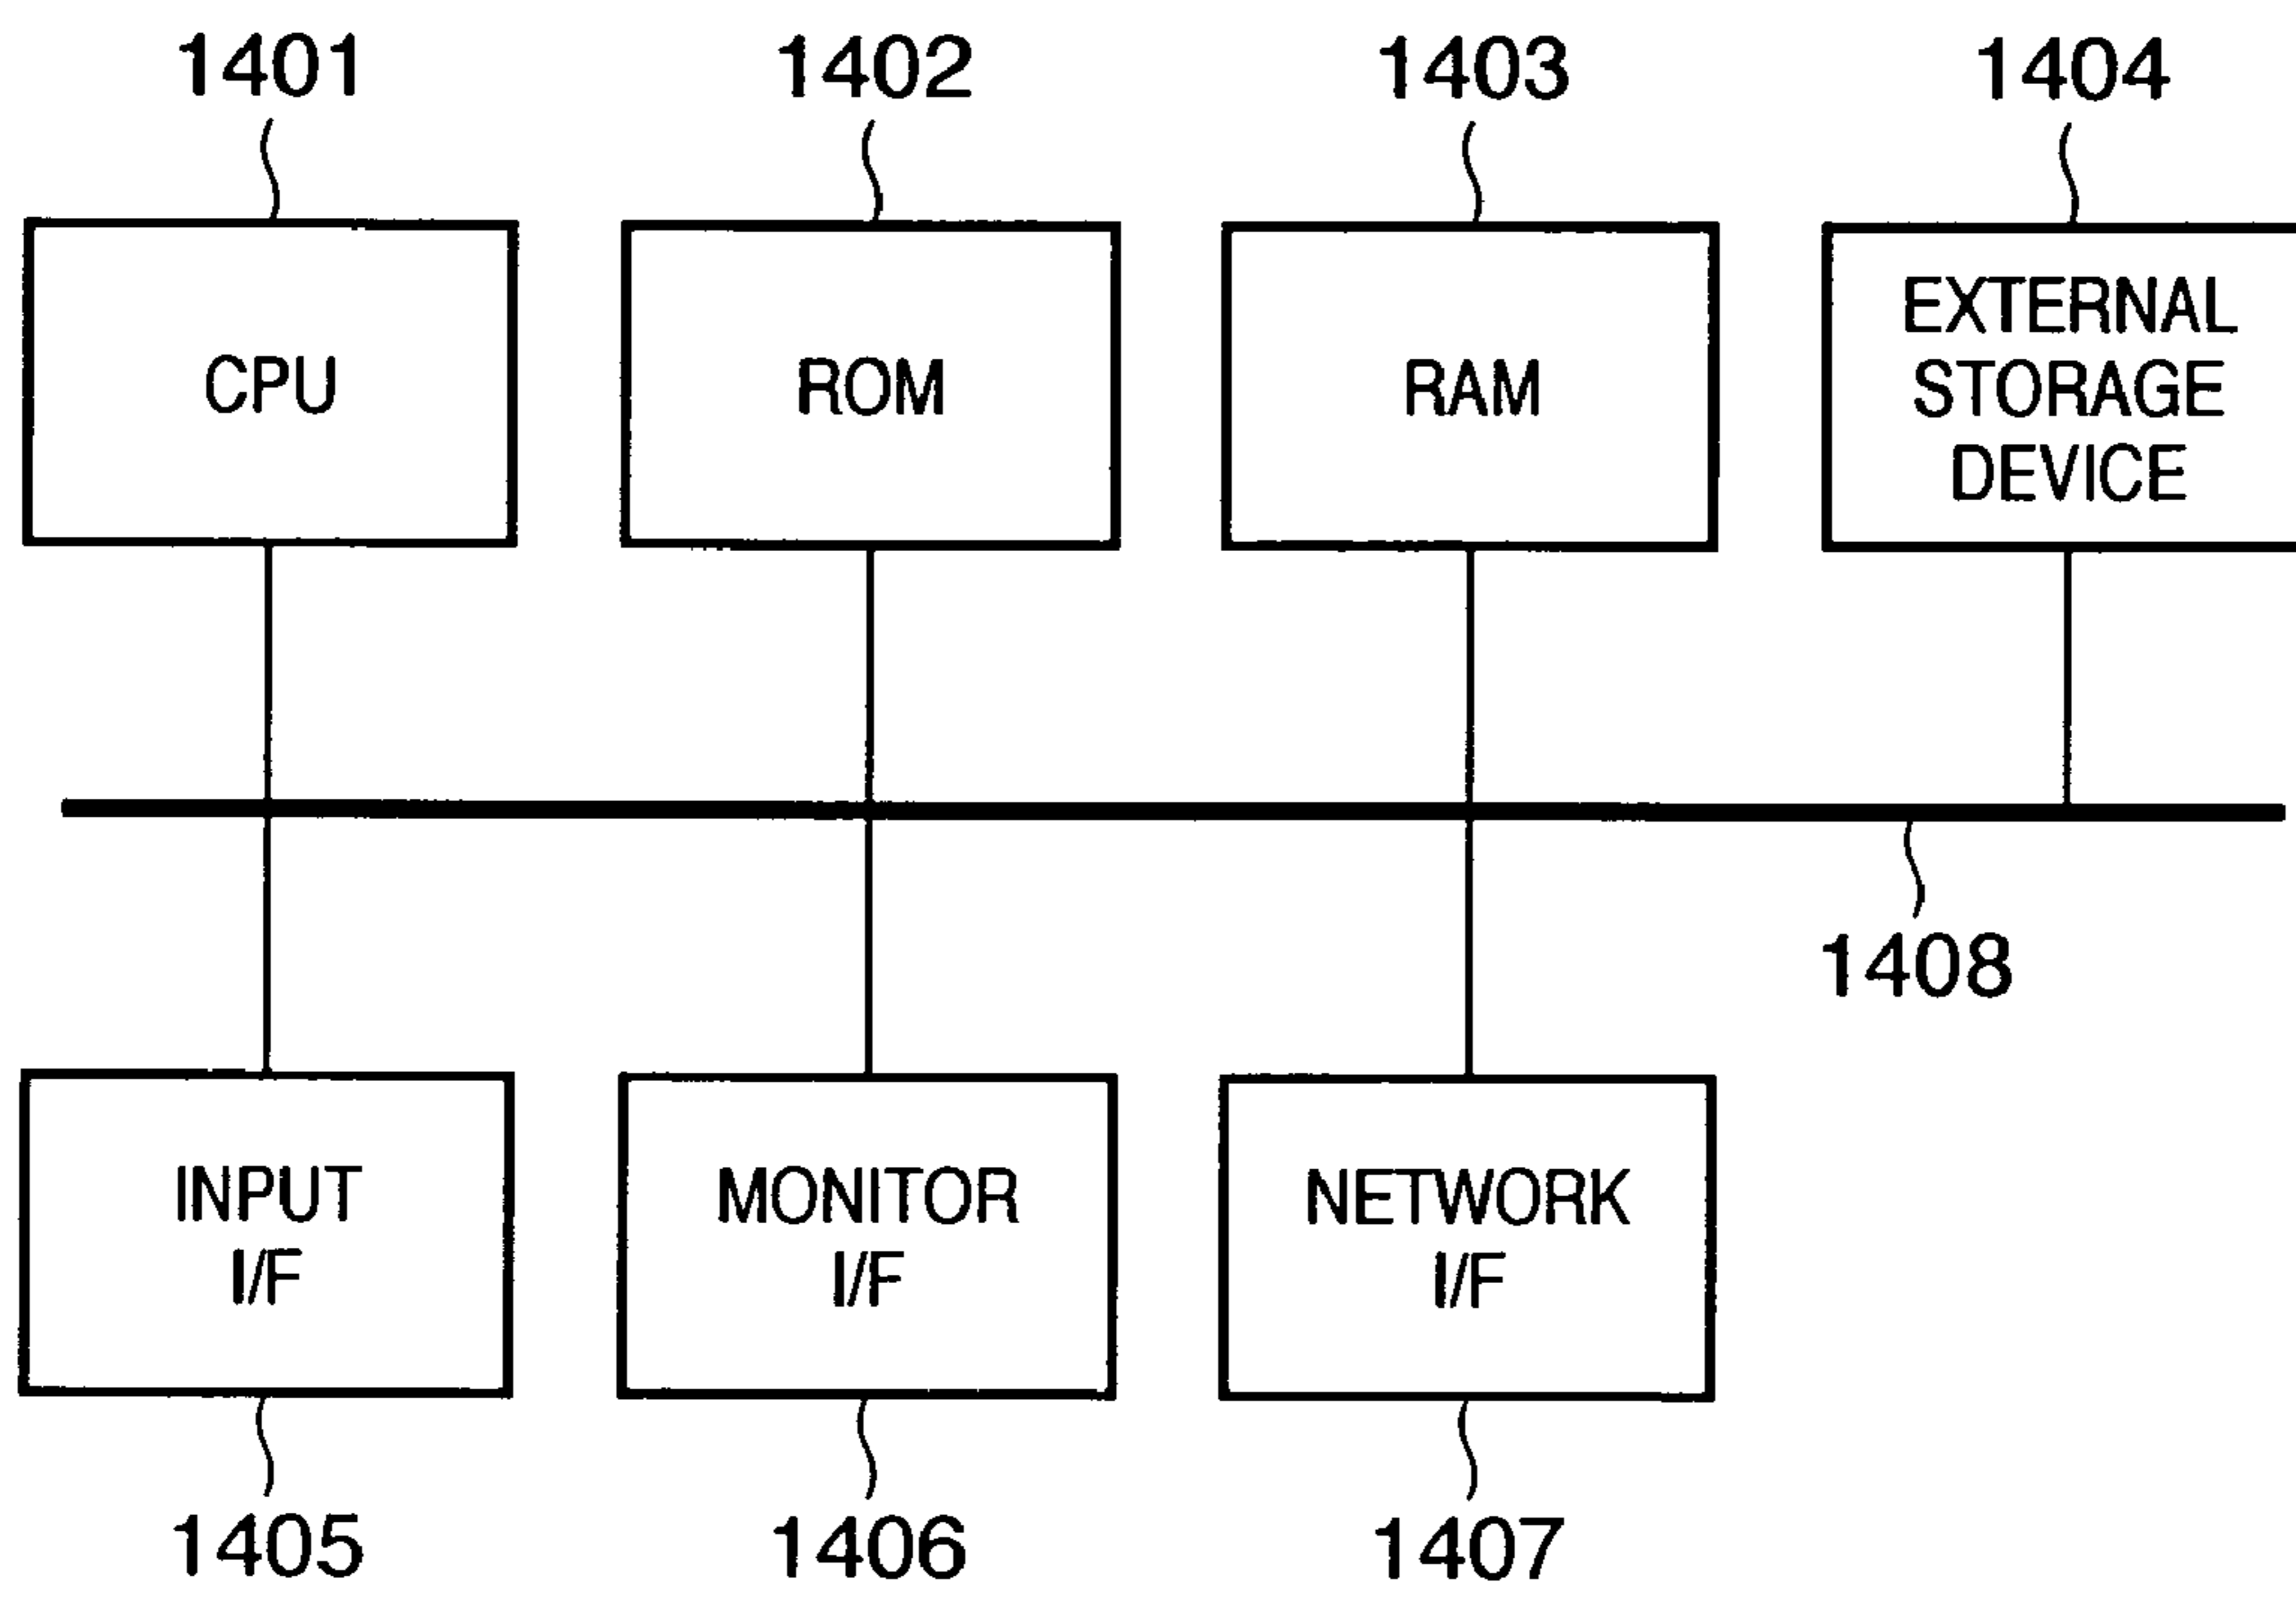 1401
1402
1403
1404
CPU
ROM
RAM
EXTERNAL
STORAGE
DEVICE
1408
INPUT
I/F
MONITOR
I/F
NETWORK
I/F
1405
1406
1407